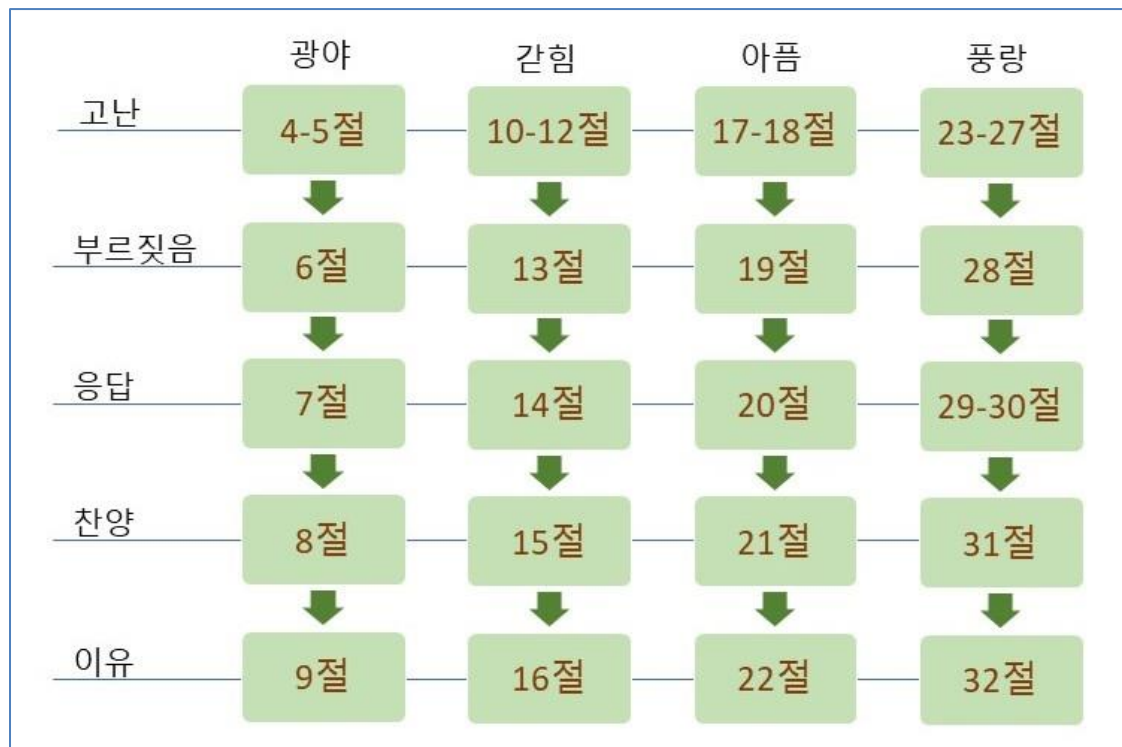 광야 갇힘 아픔 풍랑
고난 4-5절 10-12절 17-18절 23-27절
부르짖음 6절 13절 19절 28절
응답 7절 14절 20절 29-30절
찬양 8절 15절 21절 31절
이유 9절 16절 22절 32절